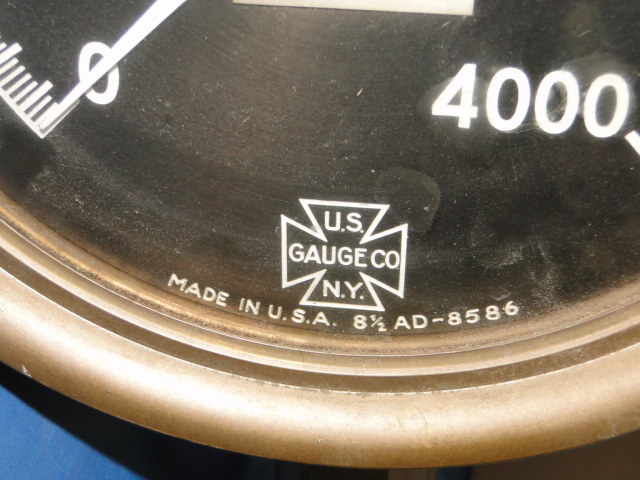 0
4000
U.S.
GAUGE CO
N.Y.
MADE IN U.S.A. 8½ AD-8586